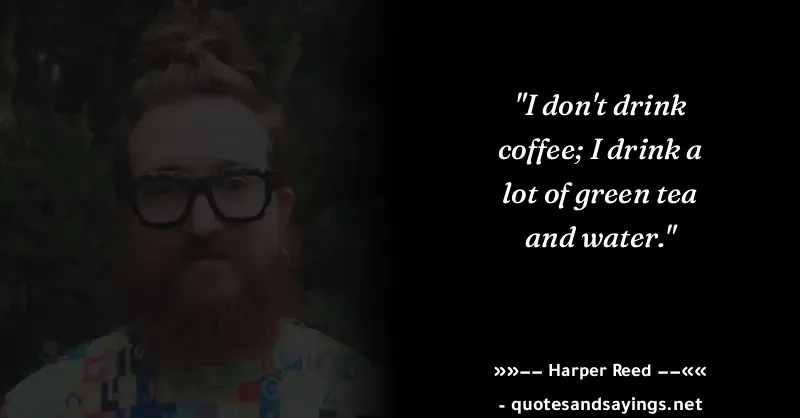 "I don't drink
coffee; I drink a
lot of green tea
and water."
»»−− Harper Reed −−««
- quotesandsayings.net